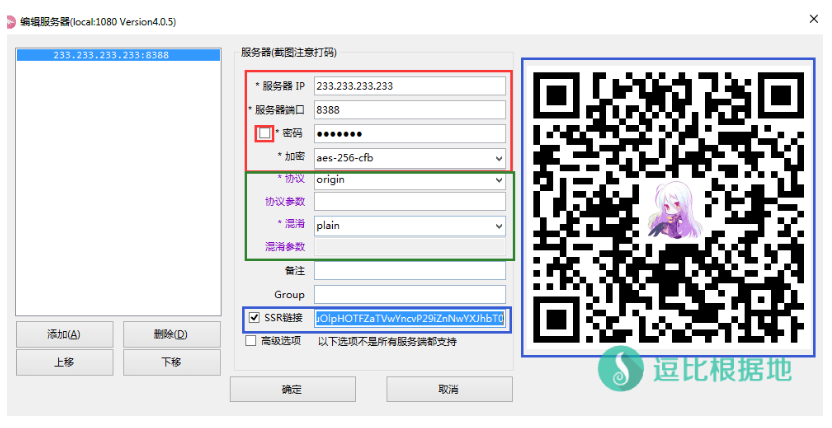 编辑服务器(local:1080 Version4.0.5)
233.233.233.233:8388
服务器(截图注意打码)
* 服务器 IP 233.233.233.233
* 服务器端口 8388
* 密码 ●●●●●●●
* 加密 aes-256-cfb
* 协议 origin
协议参数
* 混淆 plain
混淆参数
备注
Group
SSR链接 uOlpHOTFZaTVwYncvP29iZnNwYXJhbT0
高级选项 以下选项不是所有服务端都支持
添加(A) 删除(D)
上移 下移
确定 取消
逗比根据地